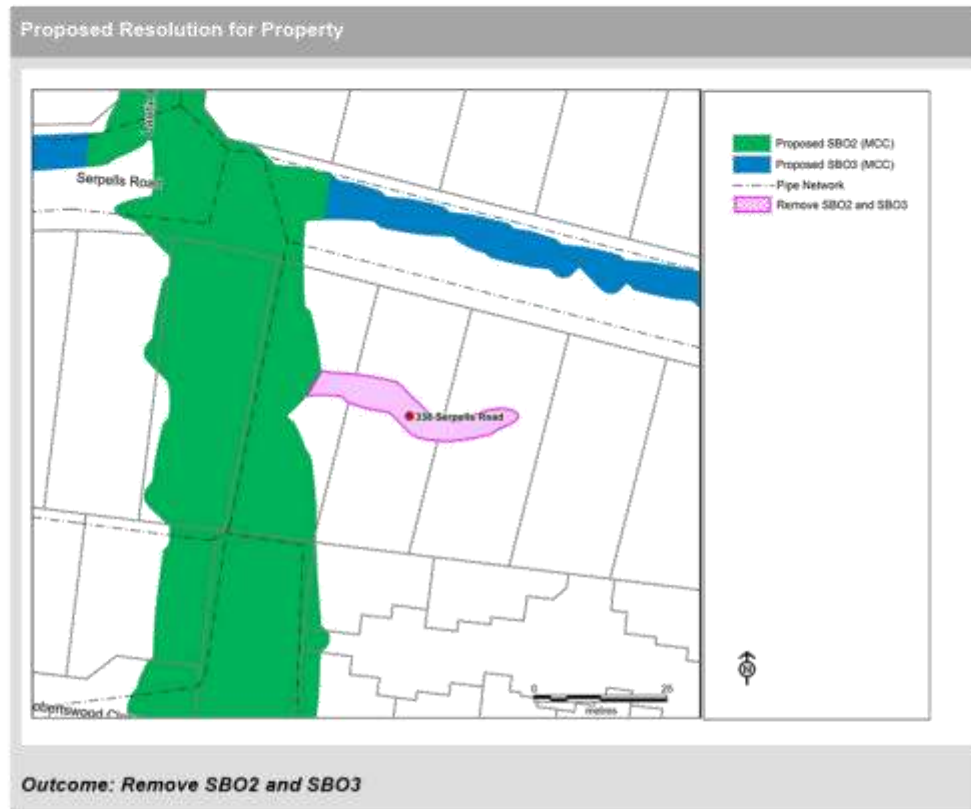 Proposed Resolution for Property
Proposed SBO2 (MCC)
Proposed SBO3 (MCC)
Pipe Network
Remove SBO2 and SBO3
Serpells Road
338 Serpells Road
0
metres
Outcome: Remove SBO2 and SBO3